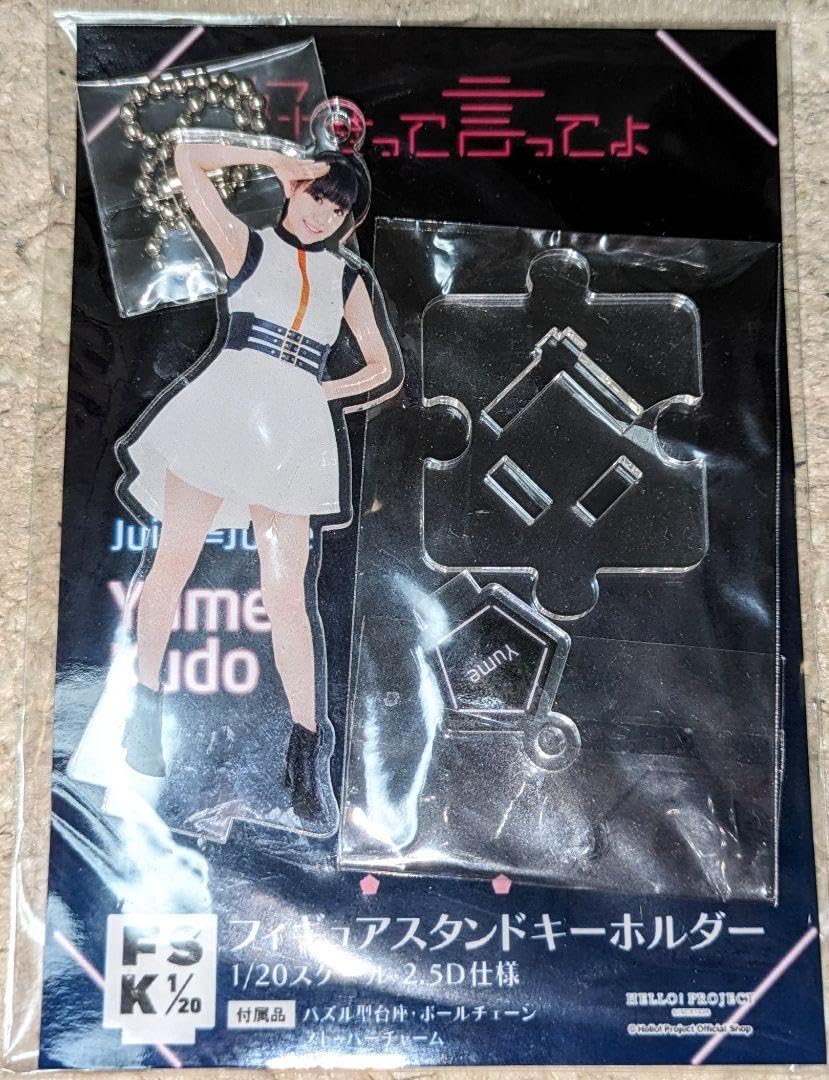 好きって言ってよ
Juice=Juice
Yume
Kudo
Yume
FS
K 1/20
フィギュアスタンドキーホルダー
1/20スケール・2.5D仕様
付属品 パズル型台座・ボールチェーン
ストッパーチャーム
HELLO! PROJECT
© Hello! Project Official Shop